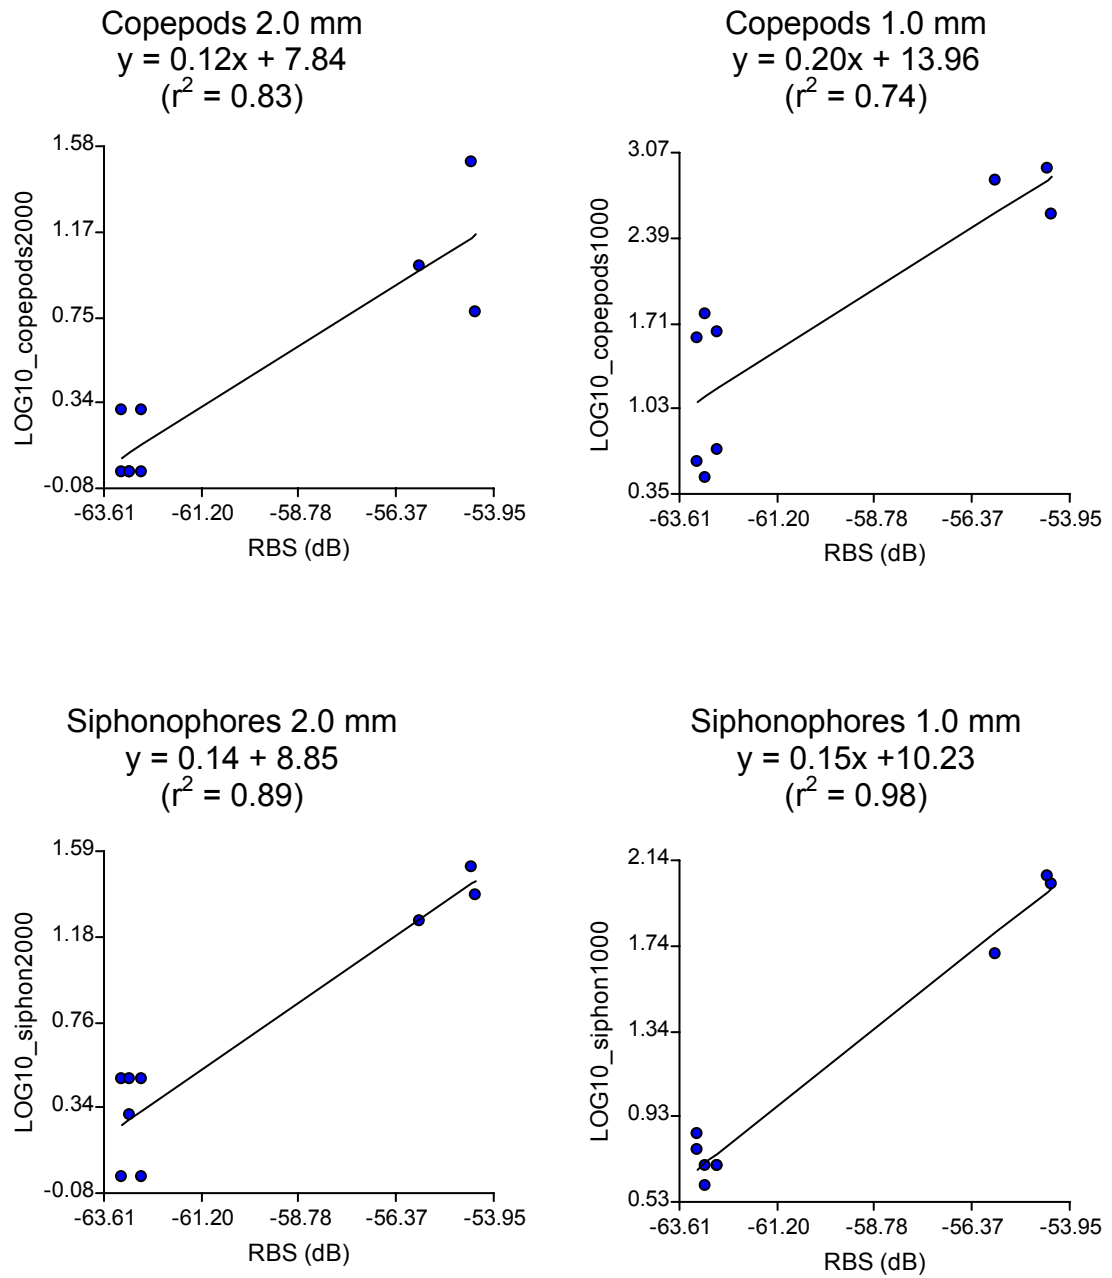 Copepods 2.0 mm
y = 0.12x + 7.84
(r² = 0.83)
1.58
1.17
0.75
0.34
-0.08
LOG10_copepods2000
-63.61 -61.20 -58.78 -56.37 -53.95
RBS (dB)
Copepods 1.0 mm
y = 0.20x + 13.96
(r² = 0.74)
3.07
2.39
1.71
1.03
0.35
LOG10_copepods1000
-63.61 -61.20 -58.78 -56.37 -53.95
RBS (dB)
Siphonophores 2.0 mm
y = 0.14 + 8.85
(r² = 0.89)
1.59
1.18
0.76
0.34
-0.08
LOG10_siphon2000
-63.61 -61.20 -58.78 -56.37 -53.95
RBS (dB)
Siphonophores 1.0 mm
y = 0.15x +10.23
(r² = 0.98)
2.14
1.74
1.34
0.93
0.53
LOG10_siphon1000
-63.61 -61.20 -58.78 -56.37 -53.95
RBS (dB)